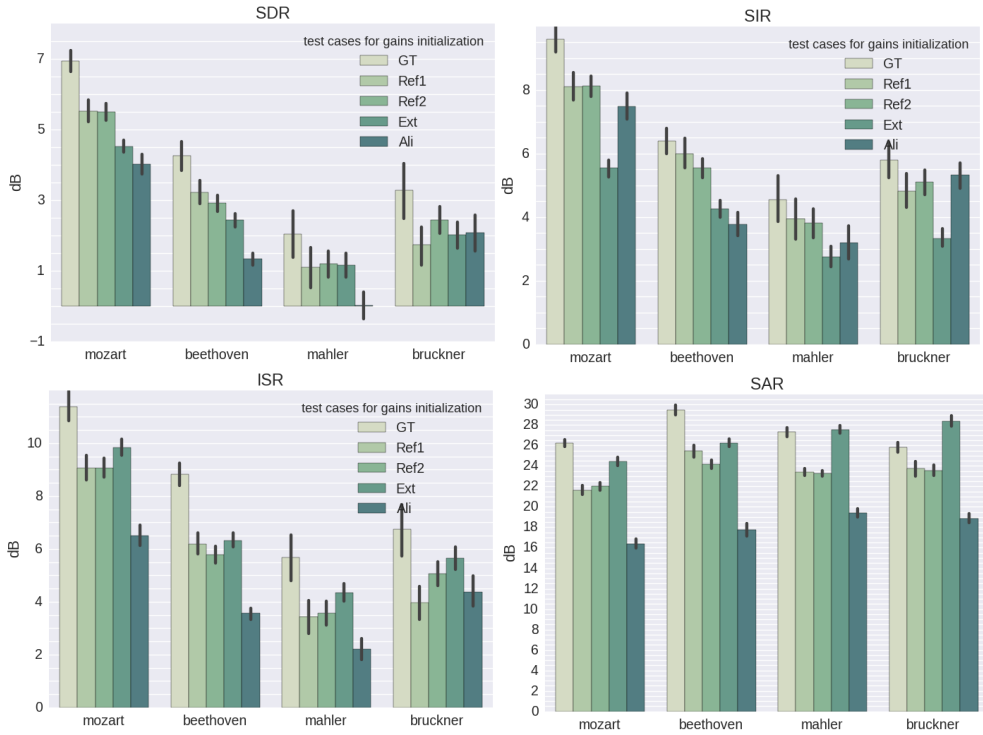 SDR
test cases for gains initialization
GT
Ref1
Ref2
Ext
Ali
dB
7
5
3
1
−1
mozart beethoven mahler bruckner
SIR
test cases for gains initialization
GT
Ref1
Ref2
Ext
Ali
dB
8
6
4
2
0
mozart beethoven mahler bruckner
ISR
test cases for gains initialization
GT
Ref1
Ref2
Ext
Ali
dB
10
8
6
4
2
0
mozart beethoven mahler bruckner
SAR
dB
30
28
26
24
22
20
18
16
14
12
10
8
6
4
2
0
mozart beethoven mahler bruckner